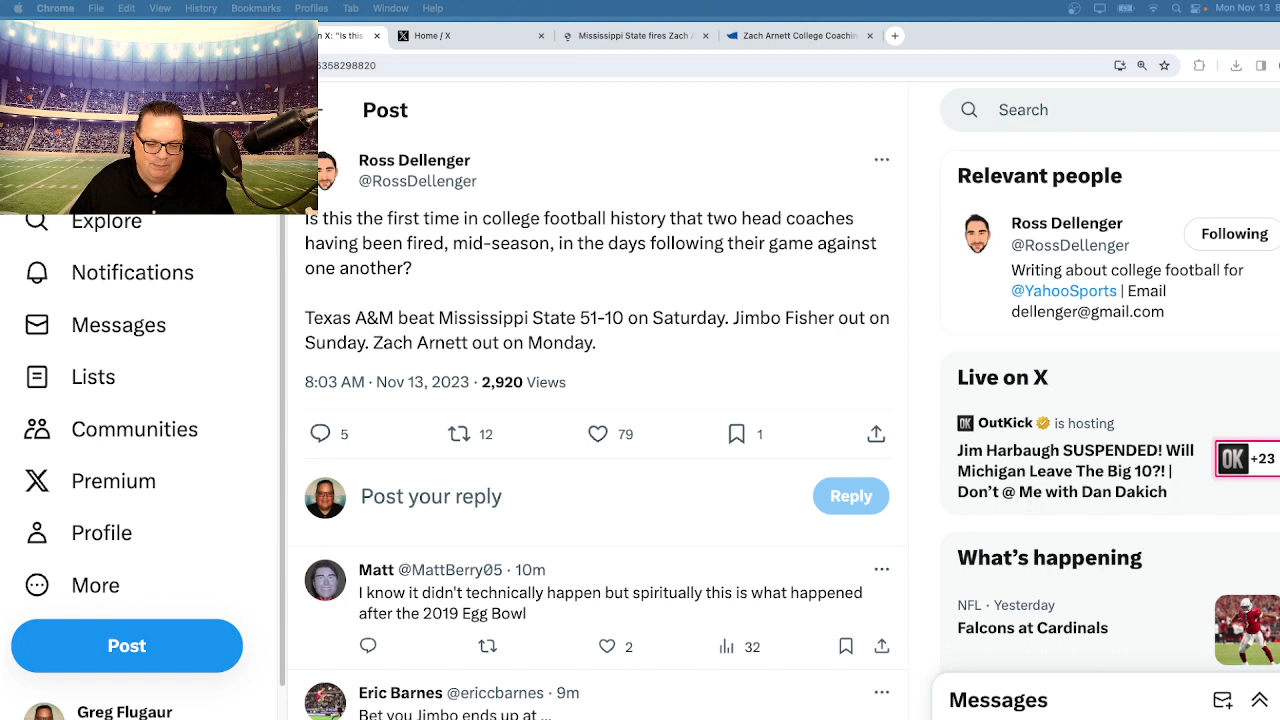 Chrome File Edit View History Bookmarks Profiles Tab Window Help
Mon Nov 13 8
n X: "Is this
Home / X
Mississippi State fires Zach A
Zach Arnett College Coachin
6358298820
Post
Search
Ross Dellenger
@RossDellenger
Is this the first time in college football history that two head coaches
having been fired, mid-season, in the days following their game against
one another?
Texas A&M beat Mississippi State 51-10 on Saturday. Jimbo Fisher out on
Sunday. Zach Arnett out on Monday.
8:03 AM · Nov 13, 2023 · 2,920 Views
5
12
79
1
Post your reply
Reply
Matt @MattBerry05 · 10m
I know it didn't technically happen but spiritually this is what happened
after the 2019 Egg Bowl
2
32
Eric Barnes @ericcbarnes · 9m
Bet you Jimbo ends up at ...
Explore
Notifications
Messages
Lists
Communities
Premium
Profile
More
Post
Greg Flugaur
Relevant people
Ross Dellenger
@RossDellenger
Following
Writing about college football for
@YahooSports | Email
dellenger@gmail.com
Live on X
OK OutKick is hosting
Jim Harbaugh SUSPENDED! Will
Michigan Leave The Big 10?! |
Don't @ Me with Dan Dakich
OK +23
What's happening
NFL · Yesterday
Falcons at Cardinals
Messages